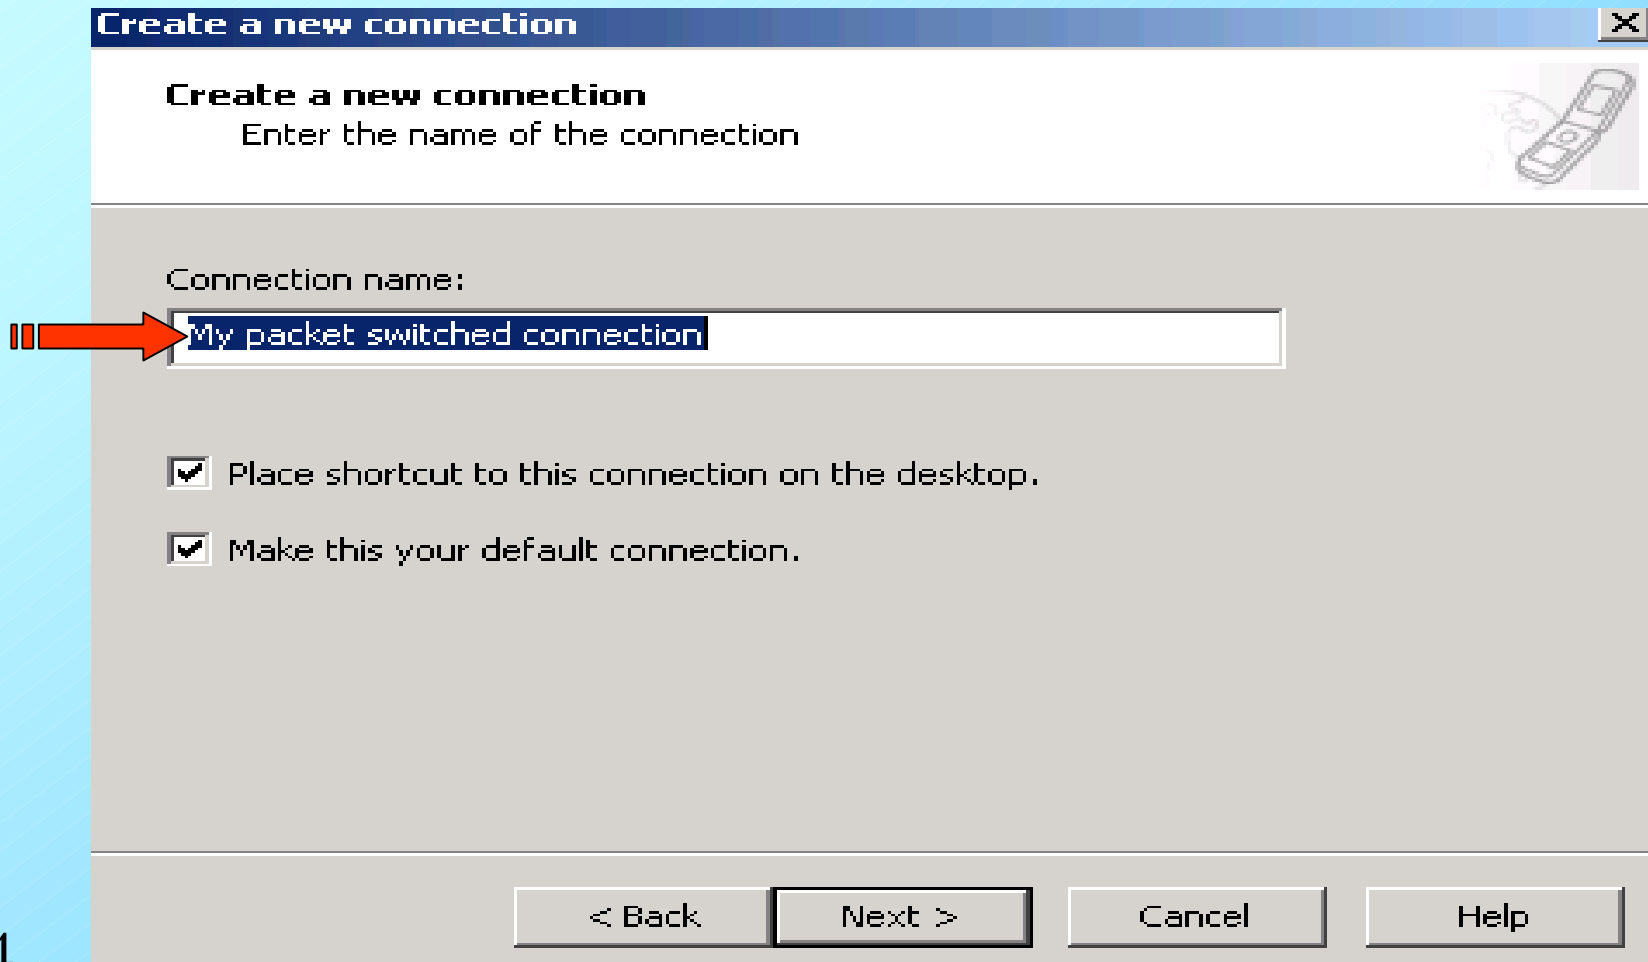 Create a new connection
Create a new connection
Enter the name of the connection
Connection name:
My packet switched connection
Place shortcut to this connection on the desktop.
Make this your default connection.
< Back Next > Cancel Help
1